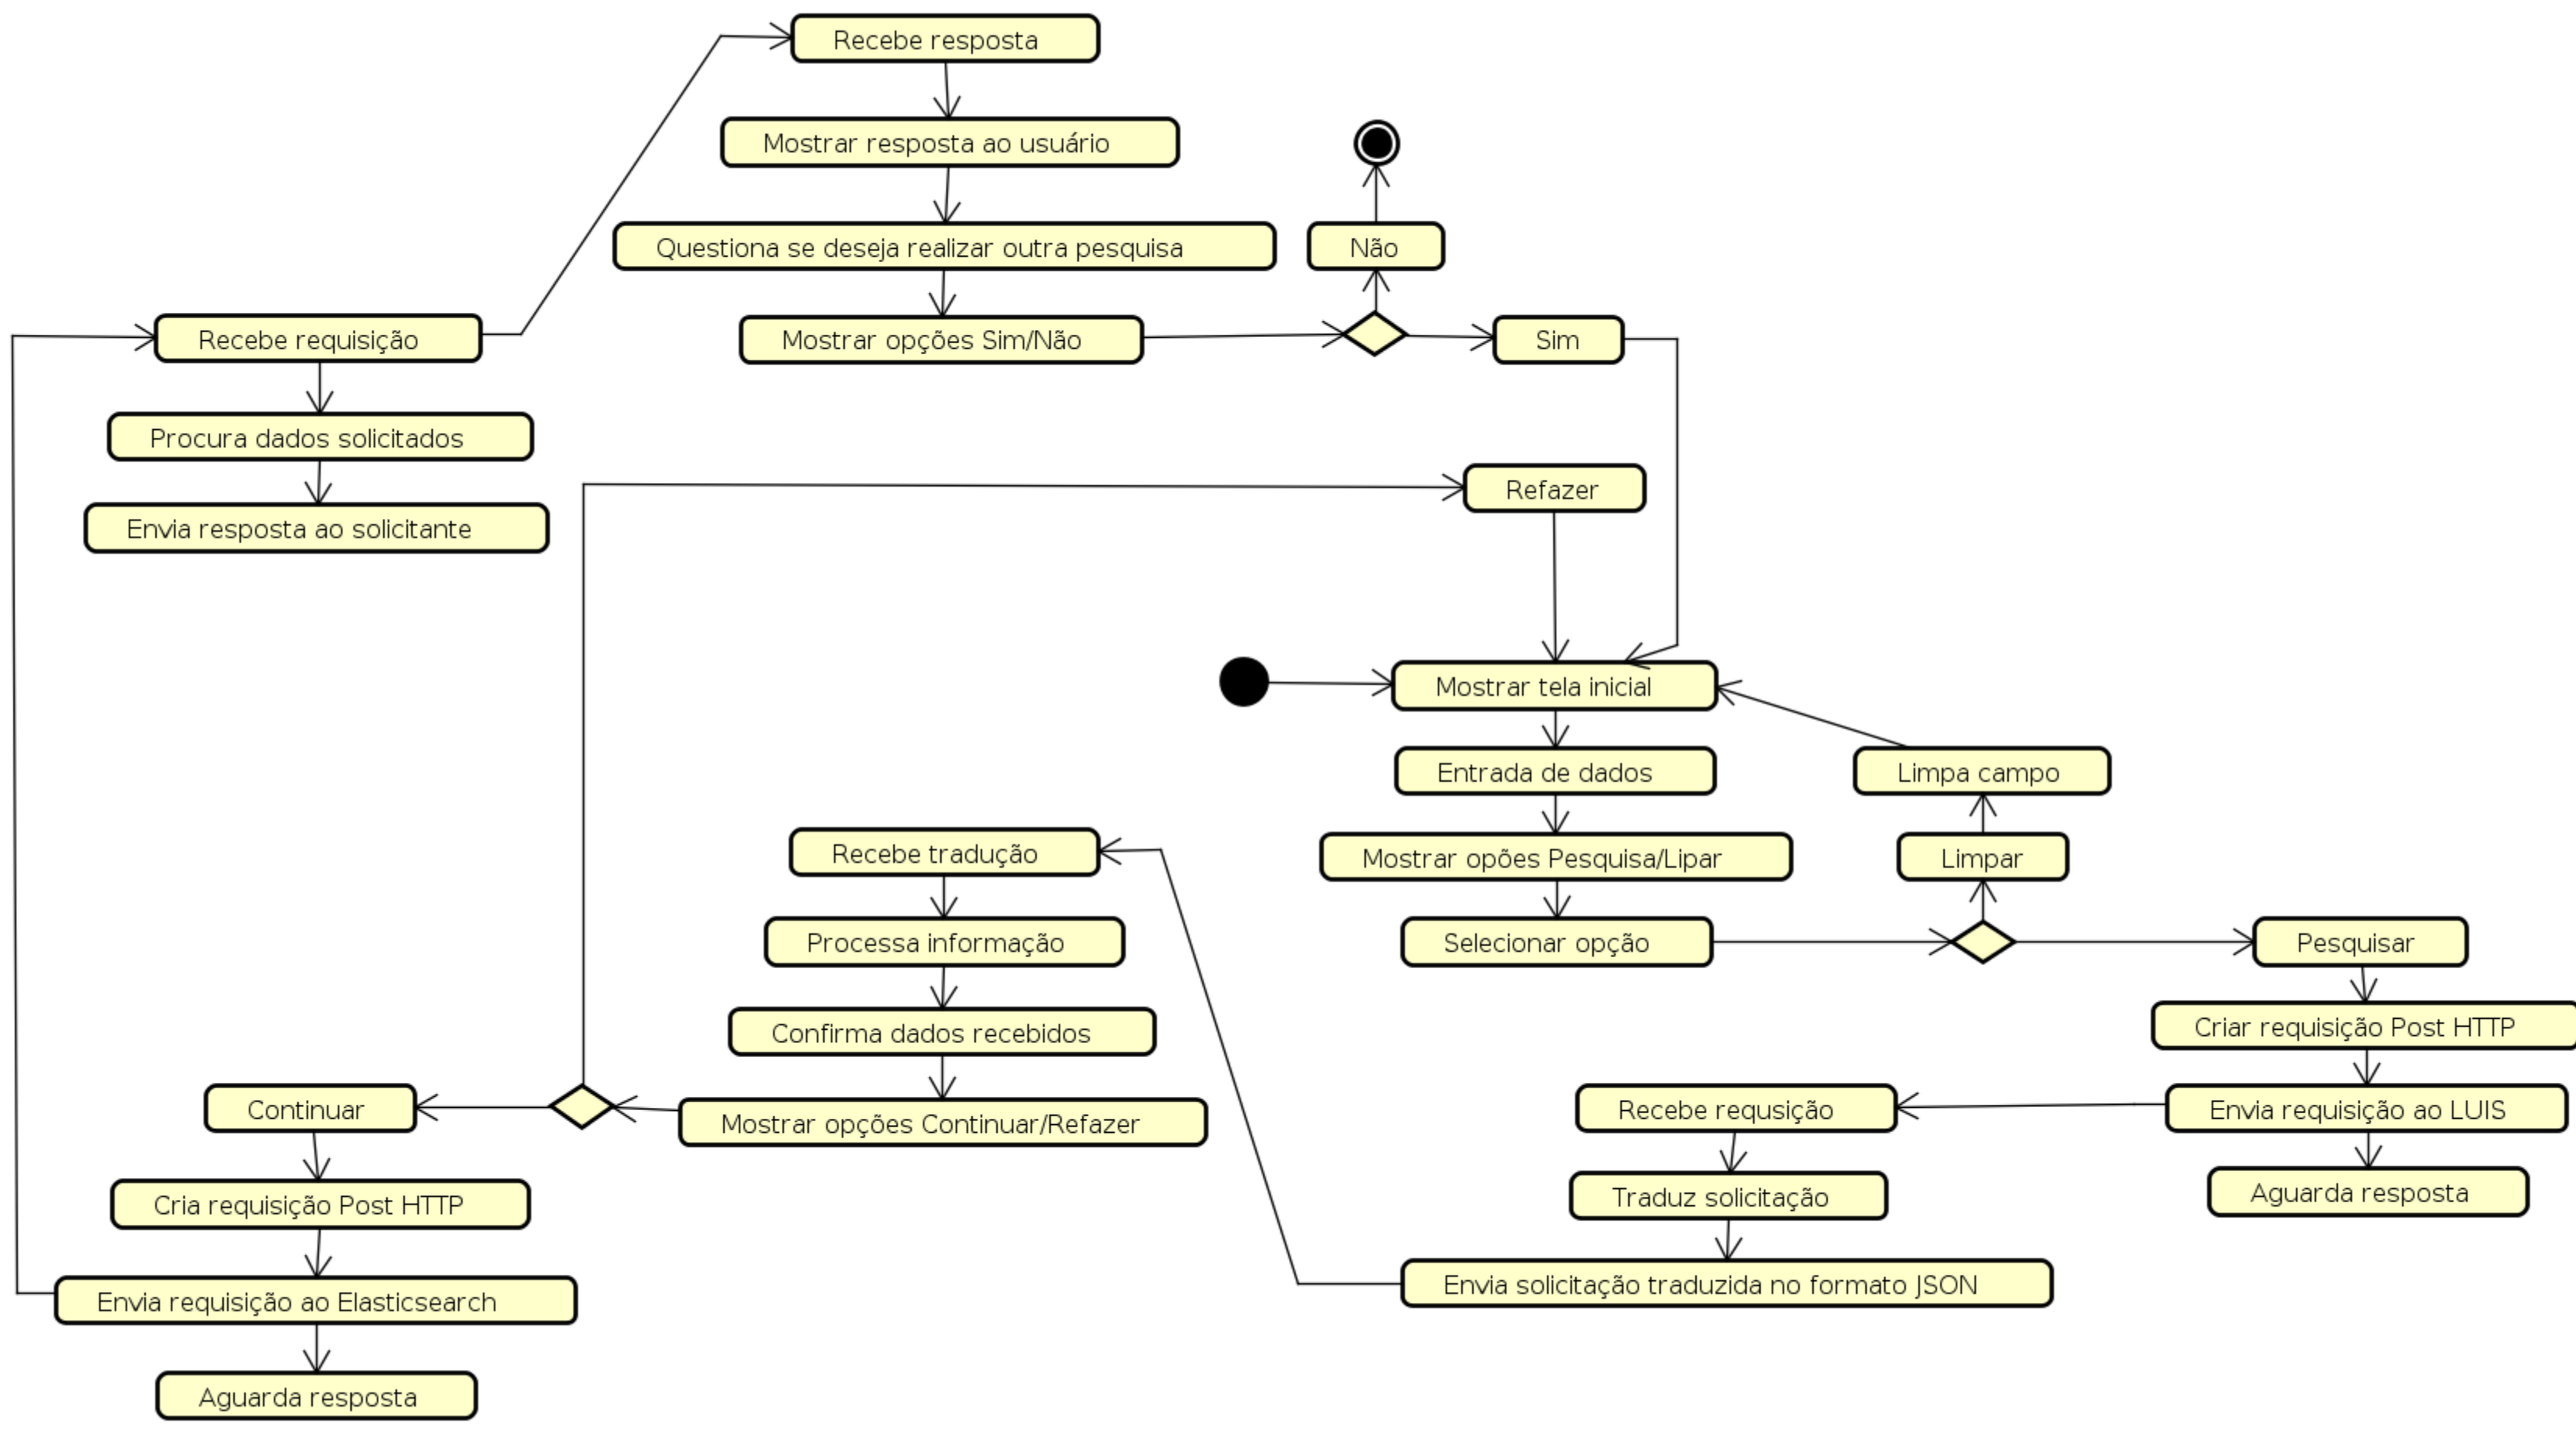 Recebe resposta
Mostrar resposta ao usuário
Questiona se deseja realizar outra pesquisa
Não
Recebe requisição
Mostrar opções Sim/Não
Sim
Procura dados solicitados
Refazer
Envia resposta ao solicitante
Mostrar tela inicial
Entrada de dados
Limpa campo
Recebe tradução
Mostrar opões Pesquisa/Lipar
Limpar
Processa informação
Selecionar opção
Pesquisar
Confirma dados recebidos
Criar requisição Post HTTP
Continuar
Mostrar opções Continuar/Refazer
Recebe requsição
Envia requisição ao LUIS
Cria requisição Post HTTP
Traduz solicitação
Aguarda resposta
Envia requisição ao Elasticsearch
Envia solicitação traduzida no formato JSON
Aguarda resposta